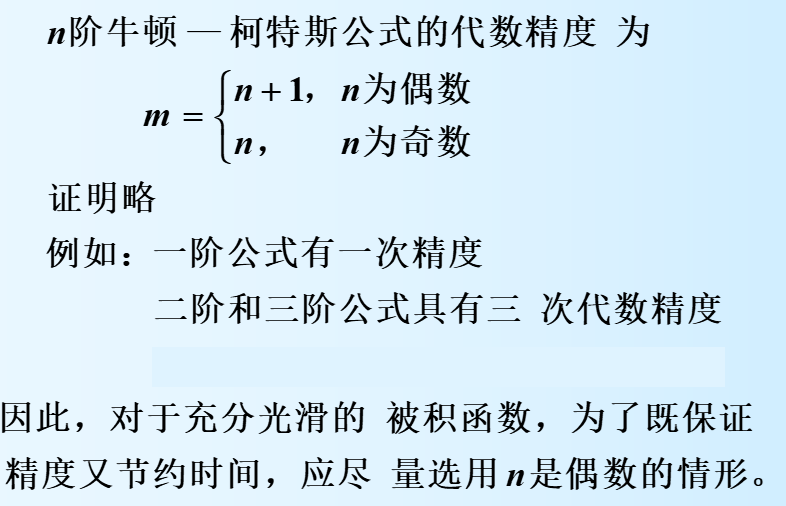 n阶牛顿 — 柯特斯公式的代数精度 为
m = { n + 1, n为偶数
n, n为奇数
证明略
例如：一阶公式有一次精度
二阶和三阶公式具有三 次代数精度
因此，对于充分光滑的 被积函数，为了既保证
精度又节约时间，应尽 量选用 n是偶数的情形。